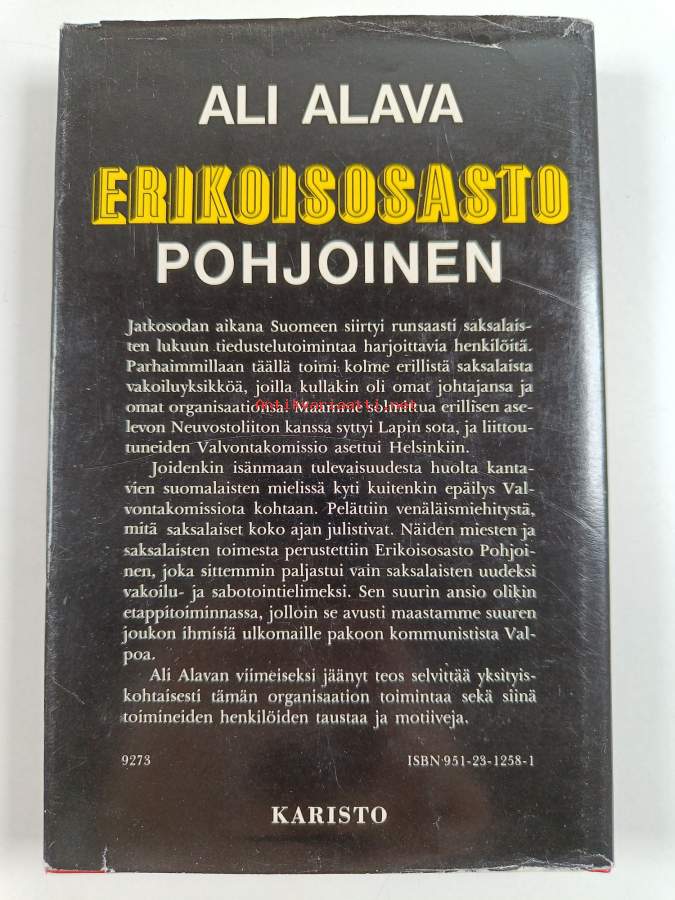 ALI ALAVA
ERIKOISOSASTO
POHJOINEN
Jatkosodan aikana Suomeen siirtyi runsaasti saksalais-
ten lukuun tiedustelutoimintaa harjoittavia henkilöitä.
Parhaimmillaan täällä toimi kolme erillistä saksalaista
vakoiluyksikköä, joilla kullakin oli omat johtajansa ja
omat organisaationsa. Maamme solmittua erillisen ase-
Antikvariaatti.net
levon Neuvostoliiton kanssa syttyi Lapin sota, ja liittou-
tuneiden Valvontakomissio asettui Helsinkiin.
Joidenkin isänmaan tulevaisuudesta huolta kanta-
vien suomalaisten mielissä kyti kuitenkin epäilys Val-
vontakomissiota kohtaan. Pelättiin venäläismiehitystä,
mitä saksalaiset koko ajan julistivat. Näiden miesten ja
saksalaisten toimesta perustettiin Erikoisosasto Pohjoi-
nen, joka sittemmin paljastui vain saksalaisten uudeksi
vakoilu- ja sabotointielimeksi. Sen suurin ansio olikin
etappitoiminnassa, jolloin se avusti maastamme suuren
joukon ihmisiä ulkomaille pakoon kommunistista Val-
poa.
Ali Alavan viimeiseksi jäänyt teos selvittää yksityis-
kohtaisesti tämän organisaation toimintaa sekä siinä
toimineiden henkilöiden taustaa ja motiiveja.
9273 ISBN 951-23-1258-1
KARISTO